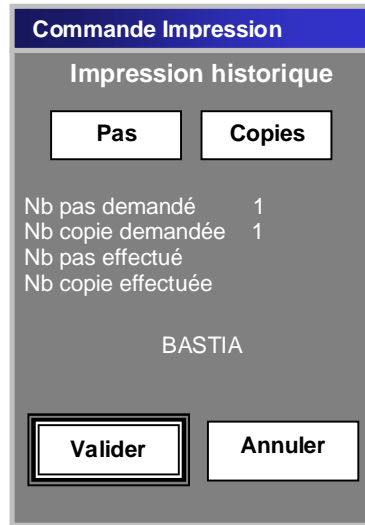 Commande Impression
Impression historique
Pas Copies
Nb pas demandé 1
Nb copie demandée 1
Nb pas effectué
Nb copie effectuée
BASTIA
Valider Annuler